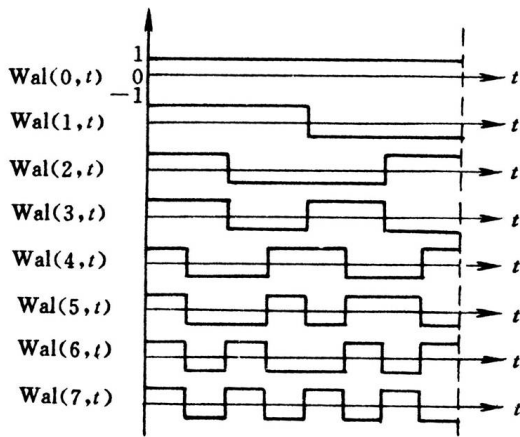 1
Wal(0,t) 0 t
-1
Wal(1,t) t
Wal(2,t) t
Wal(3,t) t
Wal(4,t) t
Wal(5,t) t
Wal(6,t) t
Wal(7,t) t